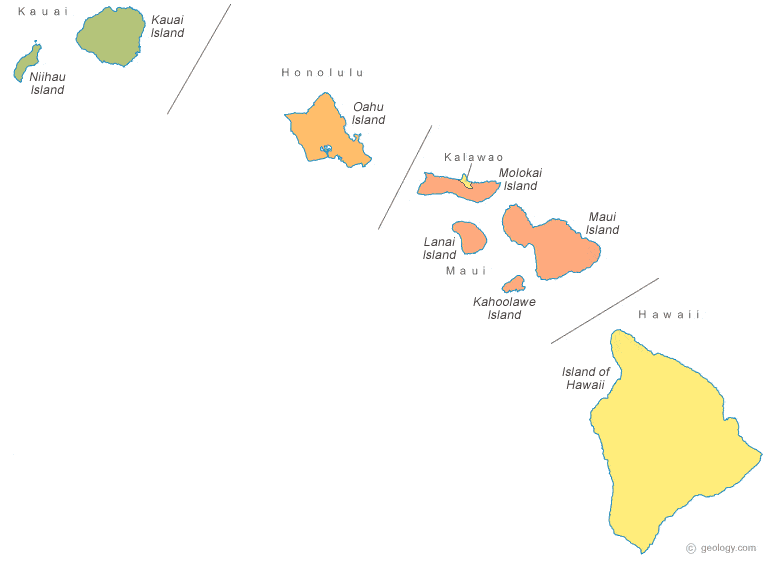 Kauai
Kauai
Island
Niihau
Island
Honolulu
Oahu
Island
Kalawao
Molokai
Island
Maui
Island
Lanai
Island
Maui
Kahoolawe
Island
Hawaii
Island of
Hawaii
© geology.com